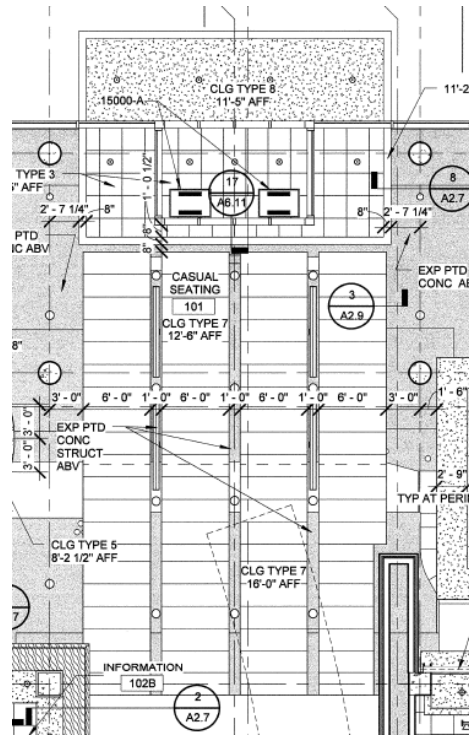 CLG TYPE 8
11'-5" AFF
15000-A
11'-2
TYPE 3
" AFF
1'- 0 1/2"
17
A6.11
8
A2.7
2' - 7 1/4"
8"
8"
8"
8"
2' - 7 1/4"
PTD
NC ABV
EXP PTD
CONC AB
CASUAL
SEATING
101
CLG TYPE 7
12'-6" AFF
3
A2.9
8"
3' - 0"
6' - 0"
1' - 0"
6' - 0"
1' - 0"
6' - 0"
1' - 0"
6' - 0"
3' - 0"
1' - 6"
3' - 0"
3' - 0"
EXP PTD
CONC
STRUCT
ABV
2' - 9"
TYP AT PERI
CLG TYPE 5
8'-2 1/2" AFF
CLG TYPE 7
16'-0" AFF
7
INFORMATION
102B
2
A2.7